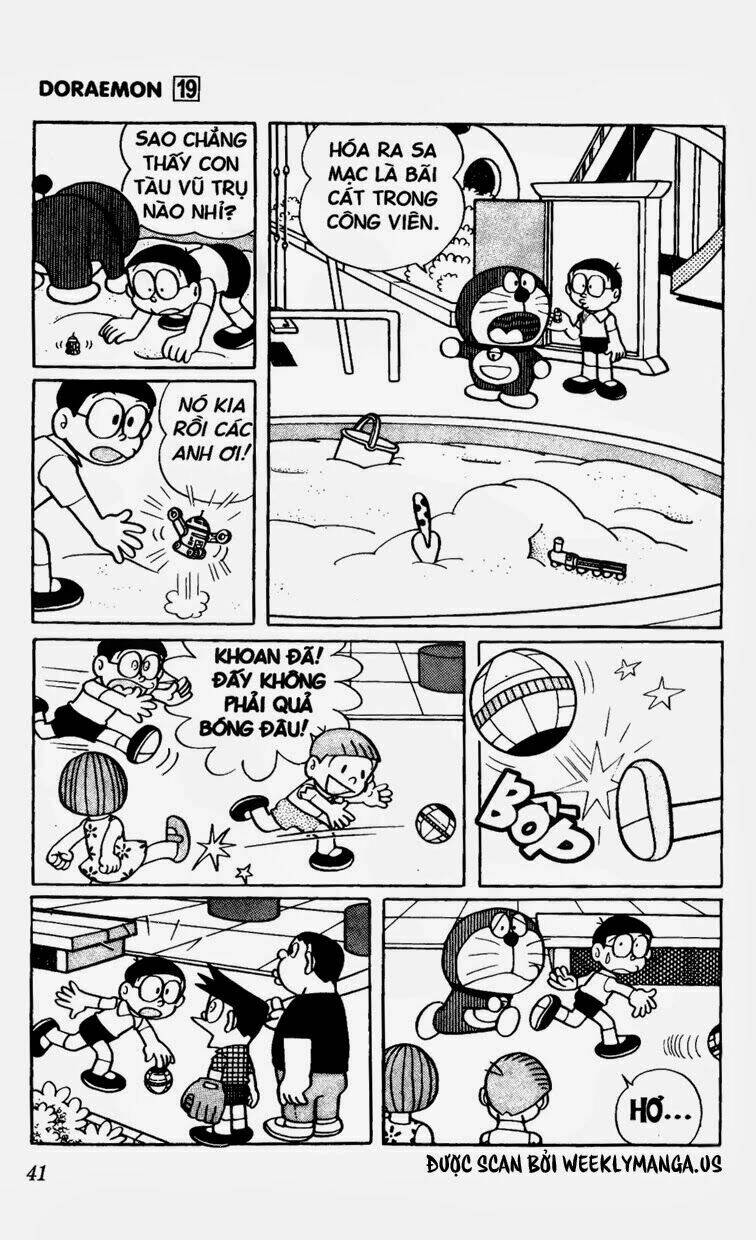 DORAEMON 19
SAO CHẲNG
THẤY CON
TÀU VŨ TRỤ
NÀO NHỈ?
HÓA RA SA
MẠC LÀ BÃI
CÁT TRONG
CÔNG VIÊN.
NÓ KIA
RỒI CÁC
ANH ƠI!
KHOAN ĐÃ!
ĐẤY KHÔNG
PHẢI QUẢ
BÓNG ĐÂU!
BỐP
HƠ...
41
ĐƯỢC SCAN BỞI WEEKLYMANGA.US